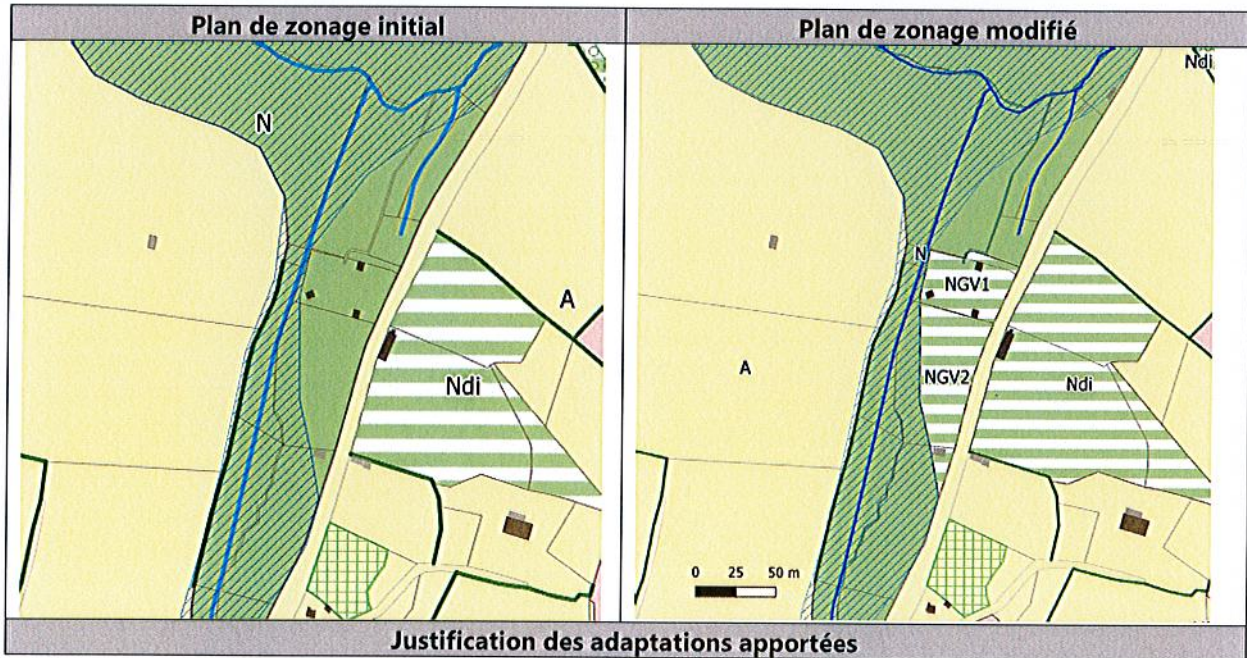 Plan de zonage initial
Plan de zonage modifié
N
A
Ndi
Ndi
N
NGV1
A
NGV2
Ndi
0 25 50 m
Justification des adaptations apportées